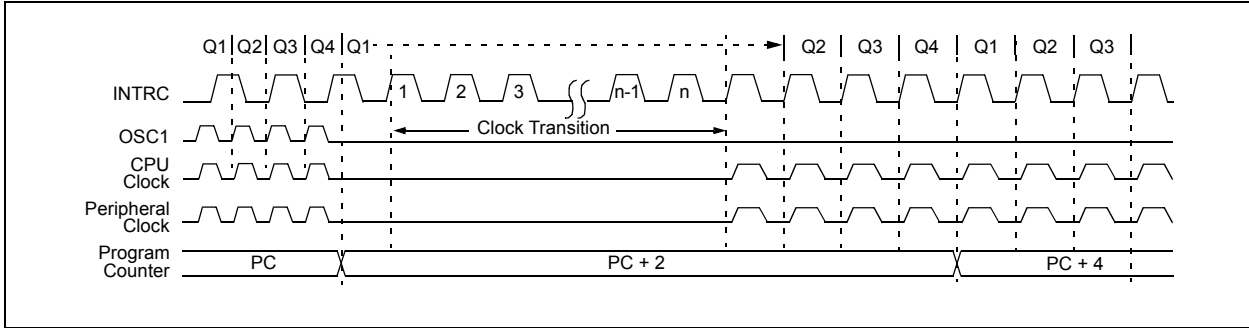 Q1 Q2 Q3 Q4 Q1 Q2 Q3 Q4 Q1 Q2 Q3
INTRC
1 2 3 n-1 n
OSC1
Clock Transition
CPU
Clock
Peripheral
Clock
Program
Counter
PC PC + 2 PC + 4